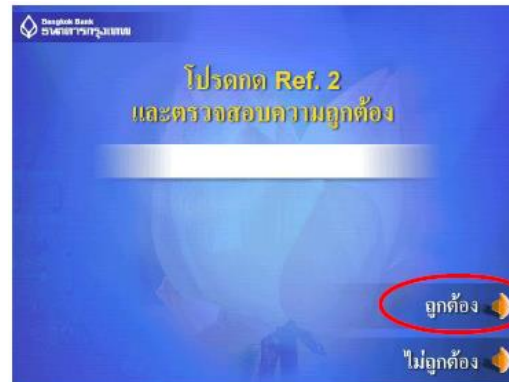 Bangkok Bank
ธนาคารกรุงเทพ
โปรดกด Ref. 2
และตรวจสอบความถูกต้อง
ถูกต้อง
ไม่ถูกต้อง